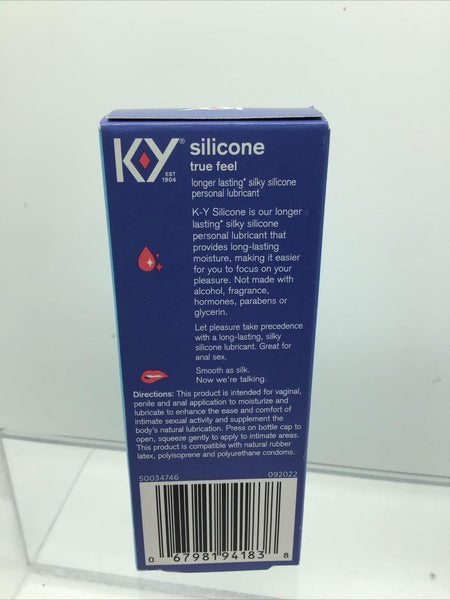 K-Y®
EST
1904
silicone
true feel
longer lasting* silky silicone
personal lubricant
K-Y Silicone is our longer
lasting* silky silicone
personal lubricant that
provides long-lasting
moisture, making it easier
for you to focus on your
pleasure. Not made with
alcohol, fragrance,
hormones, parabens or
glycerin.
Let pleasure take precedence
with a long-lasting, silky
silicone lubricant. Great for
anal sex.
Smooth as silk.
Now we're talking.
Directions: This product is intended for vaginal,
penile and anal application to moisturize and
lubricate to enhance the ease and comfort of
intimate sexual activity and supplement the
body's natural lubrication. Press on bottle cap to
open, squeeze gently to apply to intimate areas.
This product is compatible with natural rubber
latex, polyisoprene and polyurethane condoms.
50034746 092022
0 67981 94183 8